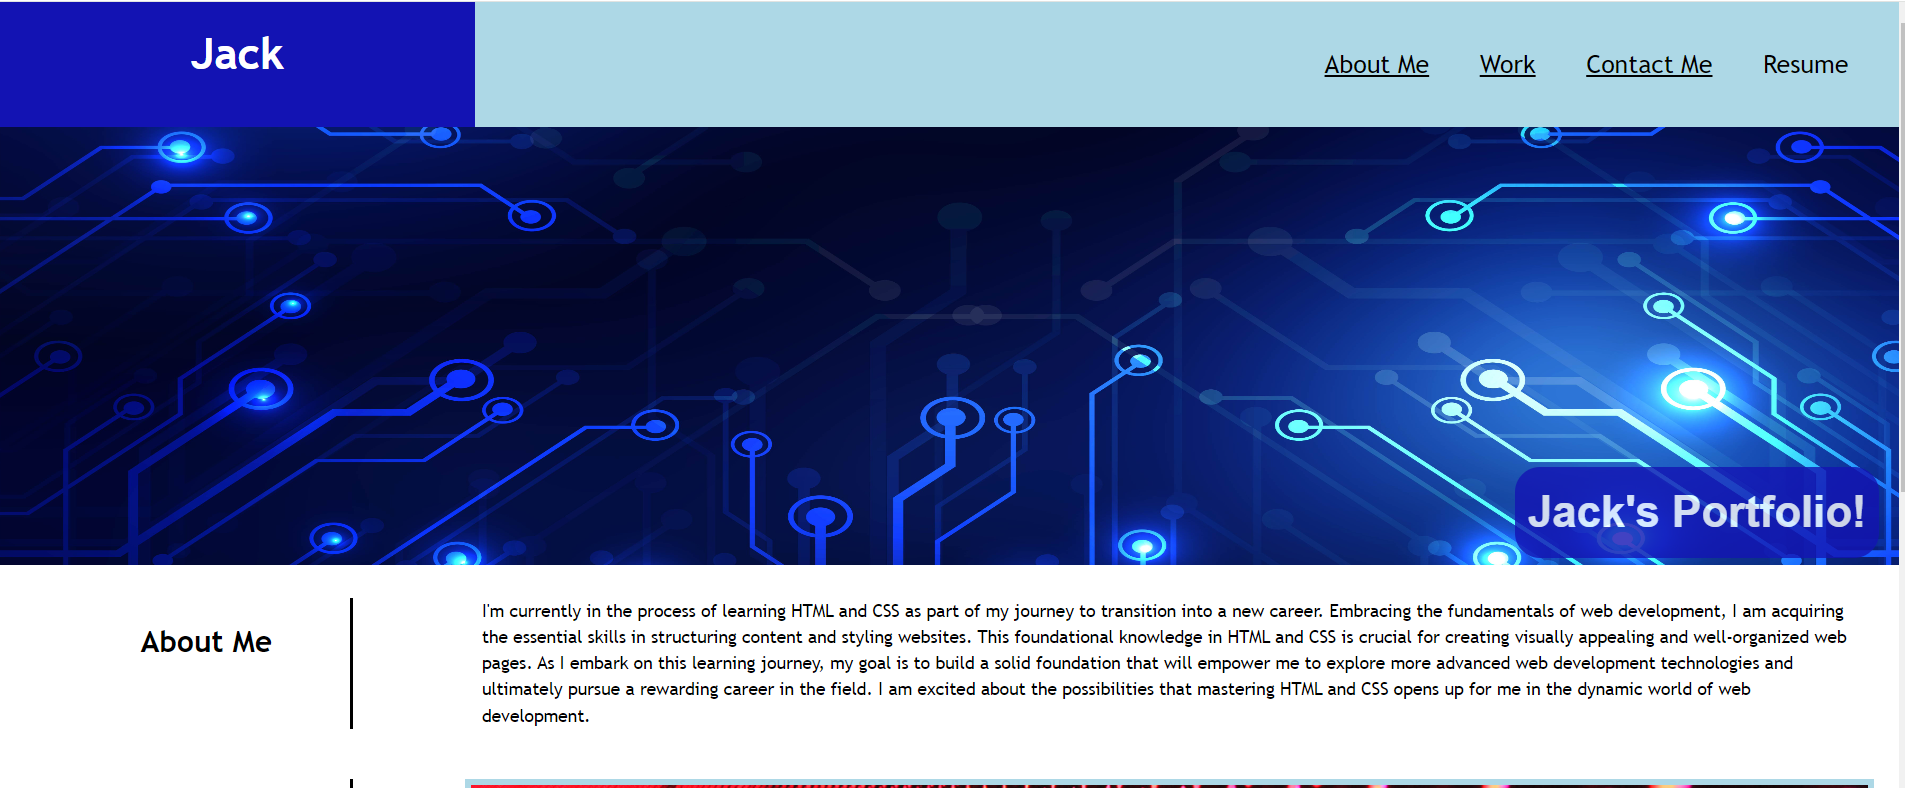 Jack
About Me Work Contact Me Resume
Jack's Portfolio!
About Me
I'm currently in the process of learning HTML and CSS as part of my journey to transition into a new career. Embracing the fundamentals of web development, I am acquiring
the essential skills in structuring content and styling websites. This foundational knowledge in HTML and CSS is crucial for creating visually appealing and well-organized web
pages. As I embark on this learning journey, my goal is to build a solid foundation that will empower me to explore more advanced web development technologies and
ultimately pursue a rewarding career in the field. I am excited about the possibilities that mastering HTML and CSS opens up for me in the dynamic world of web
development.